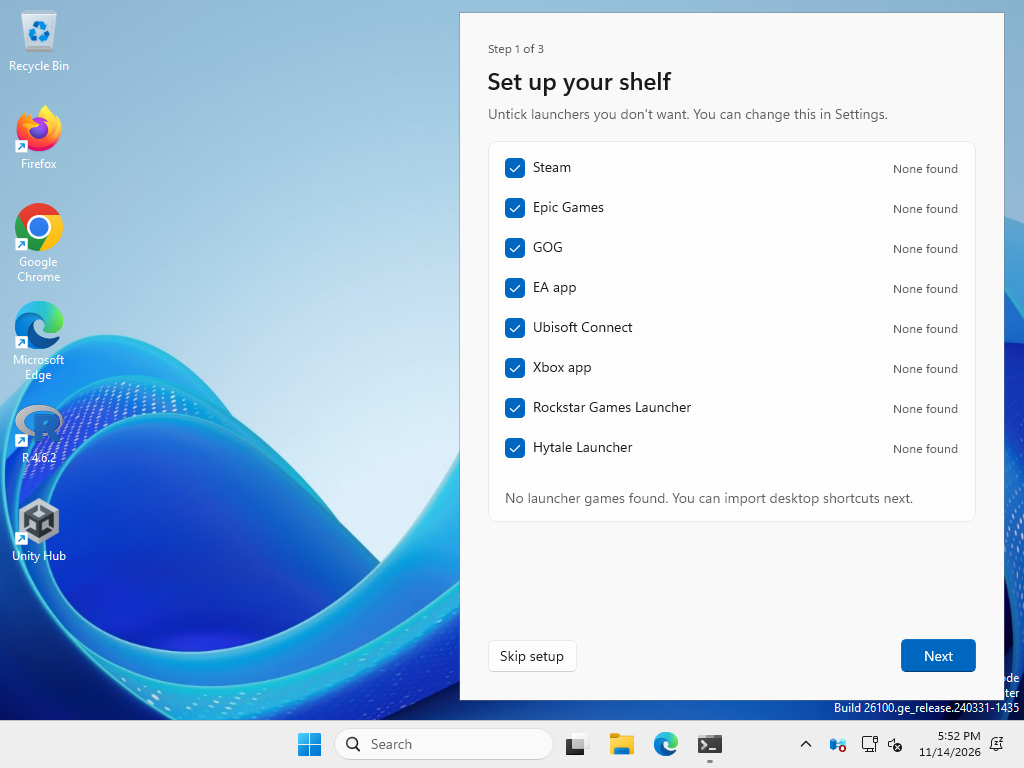 Recycle Bin
Firefox
Google
Chrome
Microsoft
Edge
R 4.6.2
Unity Hub
Step 1 of 3
Set up your shelf
Untick launchers you don't want. You can change this in Settings.
Steam None found
Epic Games None found
GOG None found
EA app None found
Ubisoft Connect None found
Xbox app None found
Rockstar Games Launcher None found
Hytale Launcher None found
No launcher games found. You can import desktop shortcuts next.
Skip setup Next
Build 26100.ge_release.240331-1435
Search
5:52 PM
11/14/2026